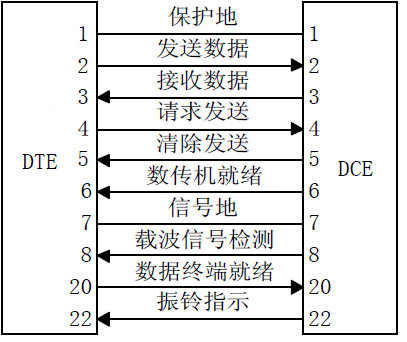 保护地
1 1
发送数据
2 2
接收数据
3 3
请求发送
4 4
清除发送
DTE 5 5 DCE
数传机就绪
6 6
信号地
7 7
载波信号检测
8 8
数据终端就绪
20 20
振铃指示
22 22